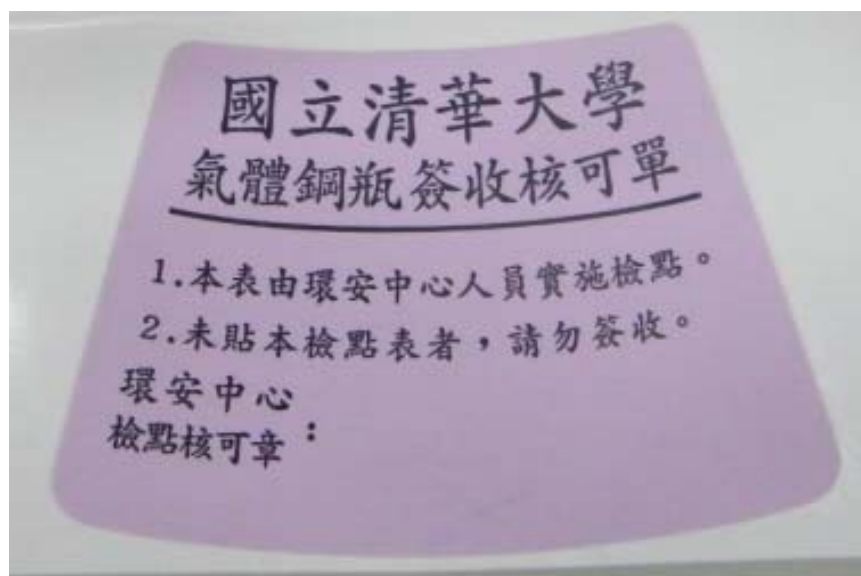 國立清華大學
氣體鋼瓶簽收核可單
1.本表由環安中心人員實施檢點。
2.未貼本檢點表者，請勿簽收。
環安中心
檢點核可章：